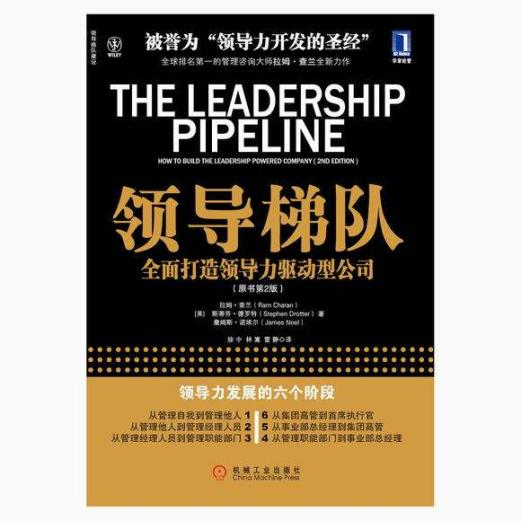 领导梯队建设
WILEY
被誉为“领导力开发的圣经”
全球排名第一的管理咨询大师拉姆·查兰全新力作
华章经管
THE LEADERSHIP
PIPELINE
HOW TO BUILD THE LEADERSHIP POWERED COMPANY(2ND EDITION)
领导梯队
全面打造领导力驱动型公司
(原书第2版)
拉姆·查兰(Ram Charan)
[美] 斯蒂芬·德罗特(Stephen Drotter) 著
詹姆斯·诺埃尔(James Noel)
徐中 林嵩 雷静◎译
领导力发展的六个阶段
从管理自我到管理他人 1 6 从集团高管到首席执行官
从管理他人到管理经理人员 2 5 从事业部总经理到集团高管
从管理经理人员到管理职能部门 3 4 从管理职能部门到事业部总经理
机械工业出版社
China Machine Press